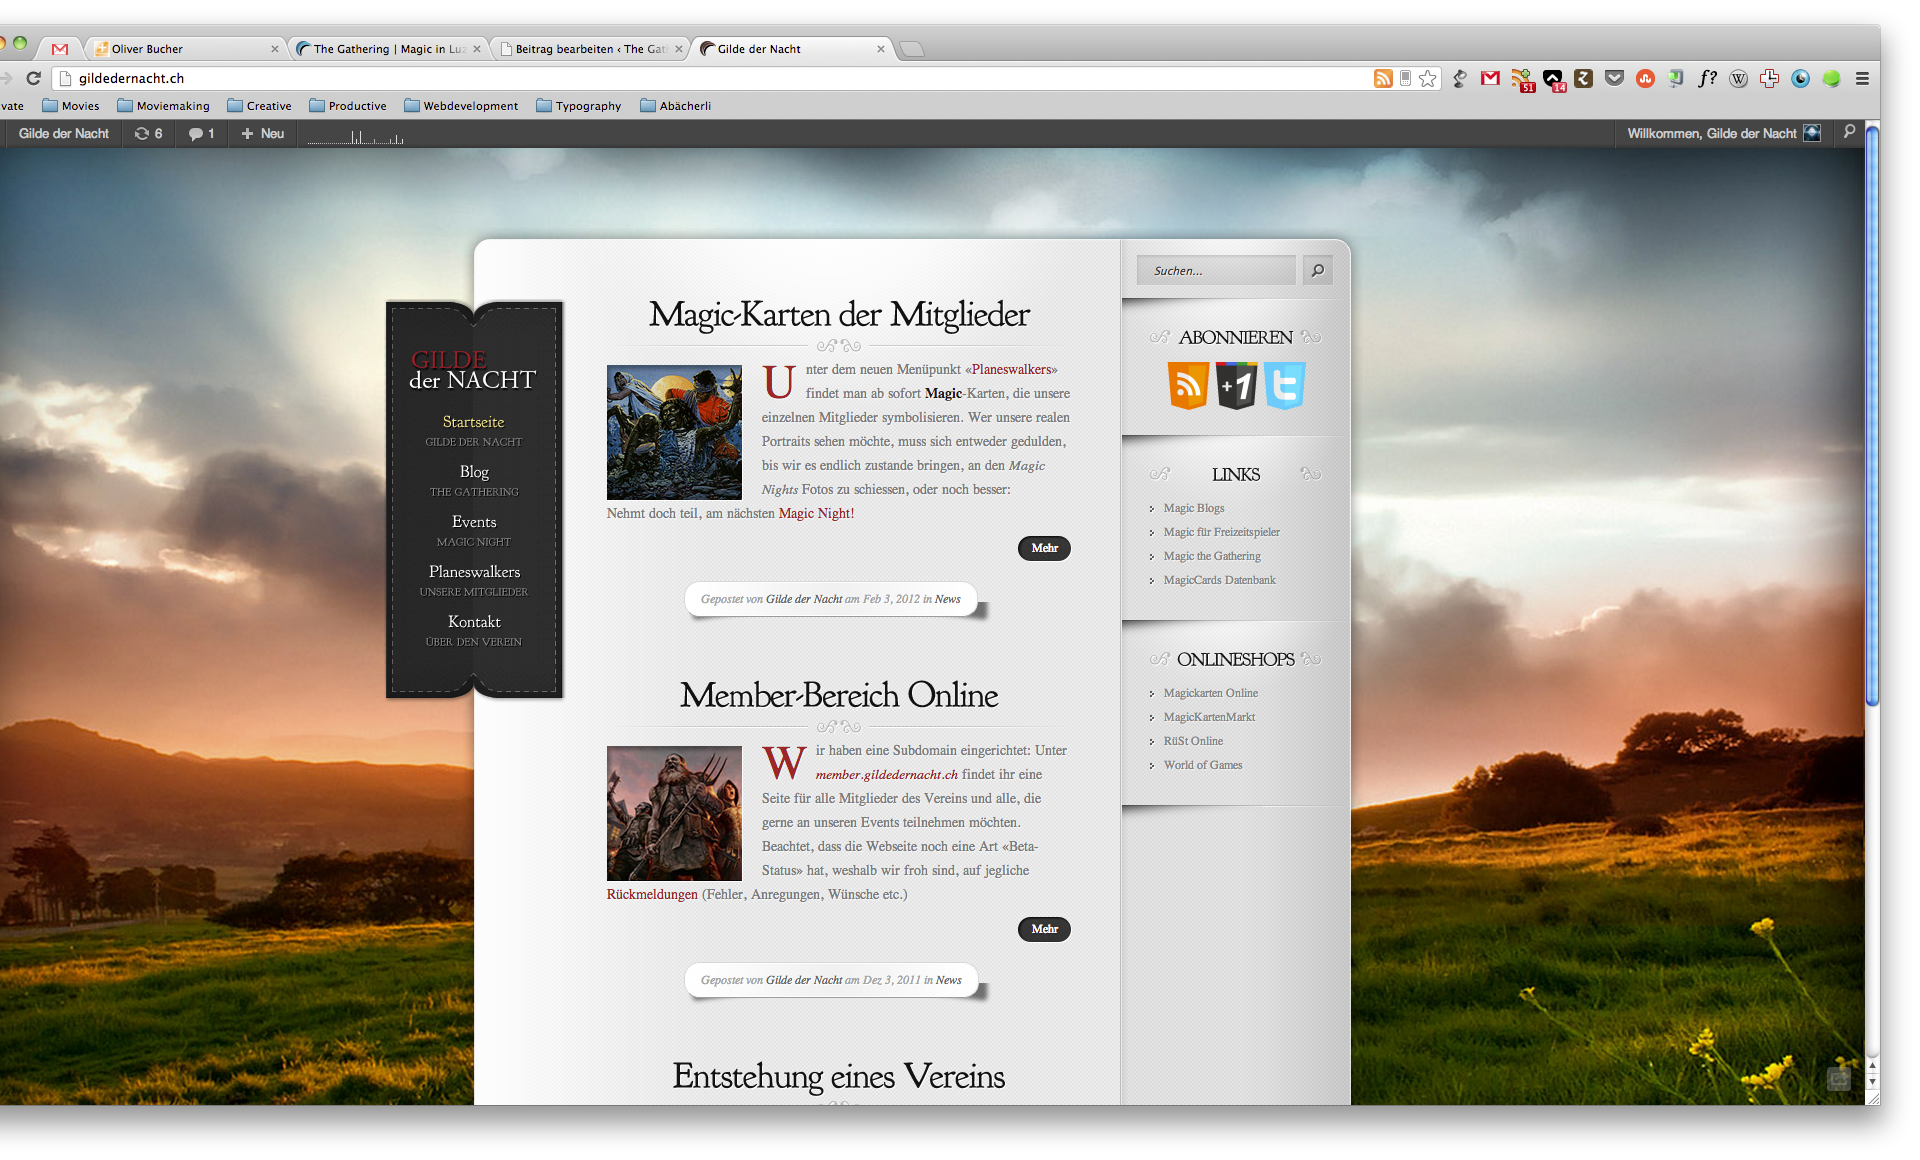 Oliver Bucher
The Gathering | Magic in Luz
Beitrag bearbeiten ‹ The Gat
Gilde der Nacht
gildedernacht.ch
51
14
f?
W
vate
Movies
Moviemaking
Creative
Productive
Webdevelopment
Typography
Abächerli
Gilde der Nacht
6
1
Neu
Willkommen, Gilde der Nacht
GILDE
der NACHT
Startseite
GILDE DER NACHT
Blog
THE GATHERING
Events
MAGIC NIGHT
Planeswalkers
UNSERE MITGLIEDER
Kontakt
ÜBER DEN VEREIN
Magic-Karten der Mitglieder
Unter dem neuen Menüpunkt «Planeswalkers»
findet man ab sofort Magic-Karten, die unsere
einzelnen Mitglieder symbolisieren. Wer unsere realen
Portraits sehen möchte, muss sich entweder gedulden,
bis wir es endlich zustande bringen, an den Magic
Nights Fotos zu schiessen, oder noch besser:
Nehmt doch teil, am nächsten Magic Night!
Mehr
Gepostet von Gilde der Nacht am Feb 3, 2012 in News
Member-Bereich Online
Wir haben eine Subdomain eingerichtet: Unter
member.gildedernacht.ch findet ihr eine
Seite für alle Mitglieder des Vereins und alle, die
gerne an unseren Events teilnehmen möchten.
Beachtet, dass die Webseite noch eine Art «Beta-
Status» hat, weshalb wir froh sind, auf jegliche
Rückmeldungen (Fehler, Anregungen, Wünsche etc.)
Mehr
Gepostet von Gilde der Nacht am Dez 3, 2011 in News
Entstehung eines Vereins
Suchen...
ABONNIEREN
+1
LINKS
Magic Blogs
Magic für Freizeitspieler
Magic the Gathering
MagicCards Datenbank
ONLINESHOPS
Magickarten Online
MagicKartenMarkt
RüSt Online
World of Games